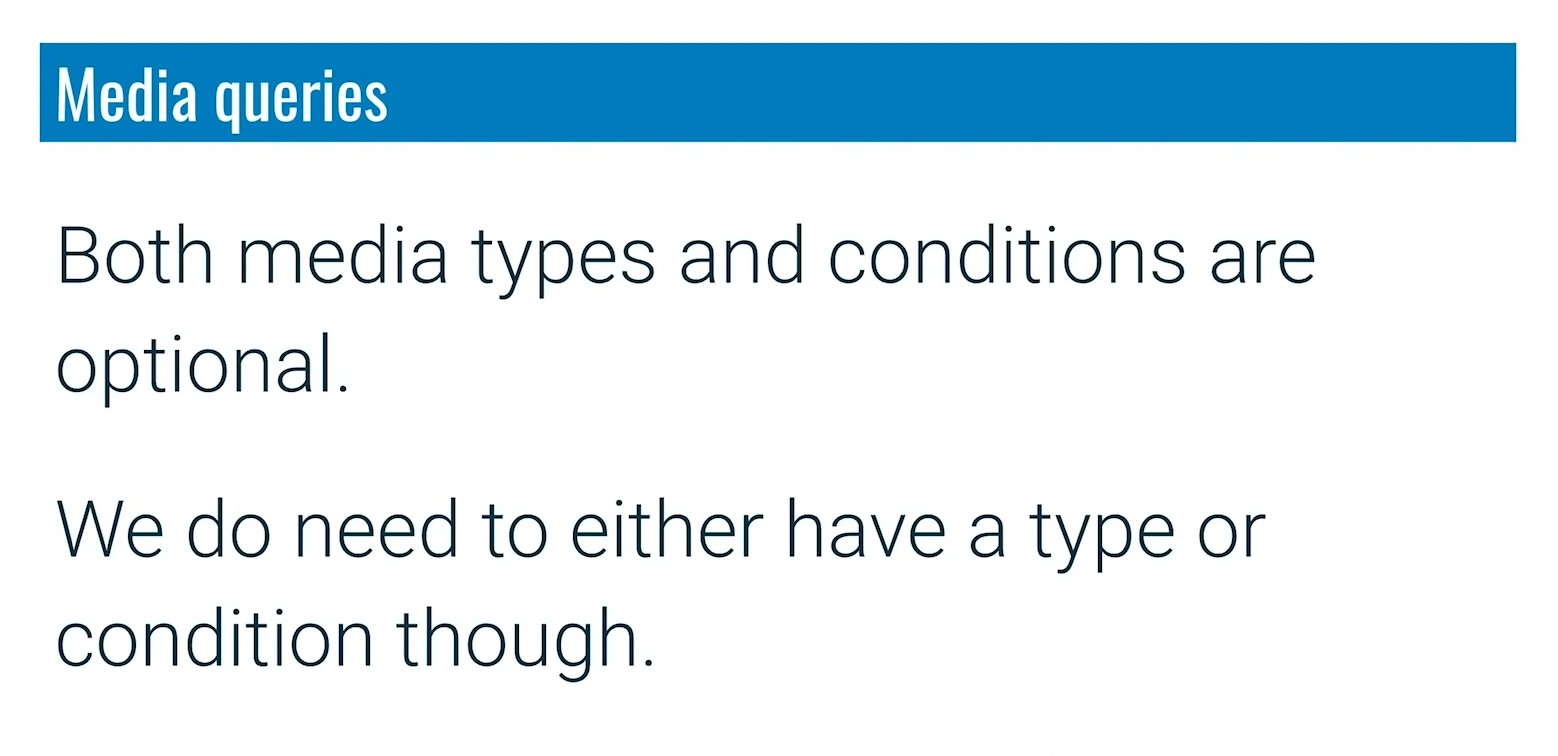 Media queries
Both media types and conditions are
optional.
We do need to either have a type or
condition though.